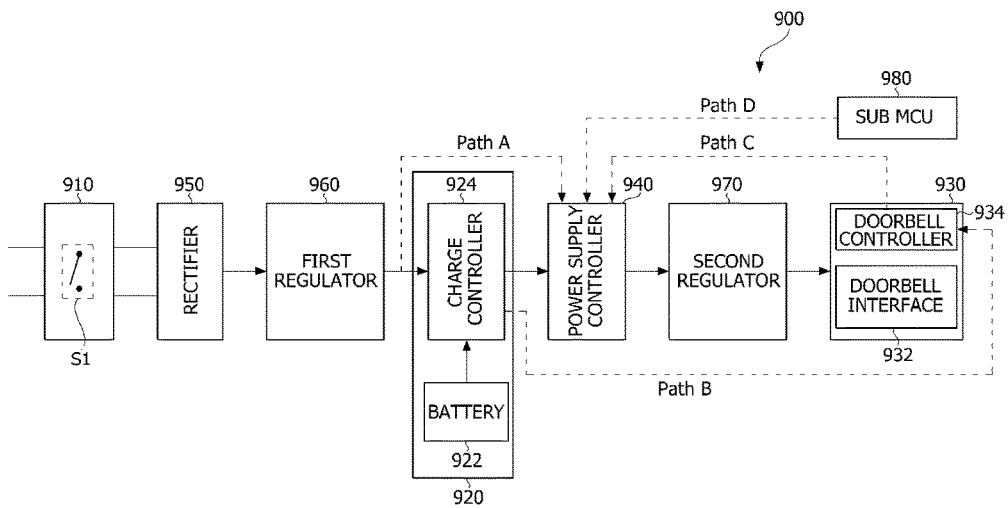 900
980
SUB MCU
Path D
Path C
Path A
910
950
960
924
940
970
930
934
S1
RECTIFIER
FIRST
REGULATOR
CHARGE
CONTROLLER
POWER SUPPLY
CONTROLLER
SECOND
REGULATOR
DOORBELL
CONTROLLER
DOORBELL
INTERFACE
932
Path B
BATTERY
922
920